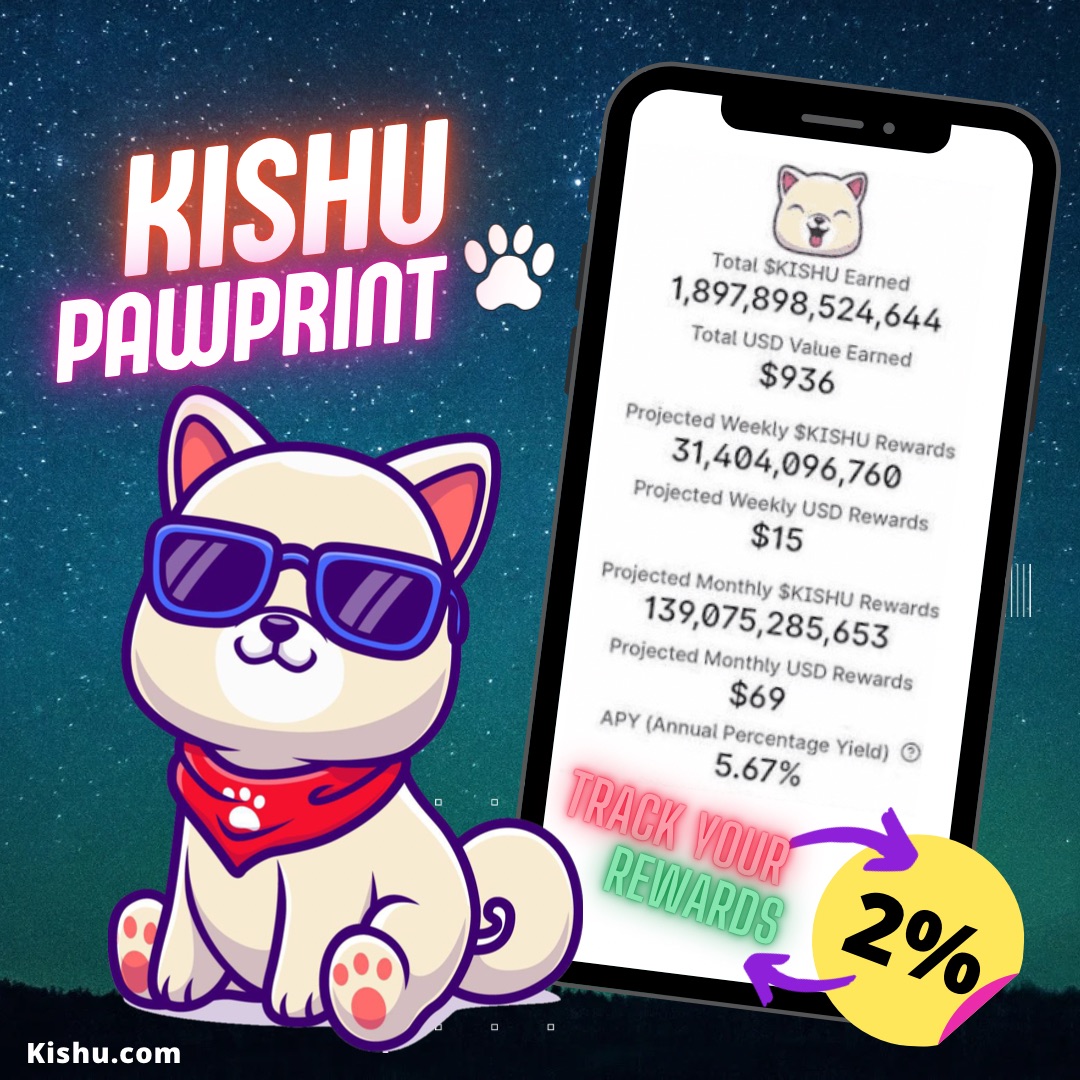 KISHU
PAWPRINT
Total $KISHU Earned
1,897,898,524,644
Total USD Value Earned
$936
Projected Weekly $KISHU Rewards
31,404,096,760
Projected Weekly USD Rewards
$15
Projected Monthly $KISHU Rewards
139,075,285,653
Projected Monthly USD Rewards
$69
APY (Annual Percentage Yield) ?
5.67%
TRACK YOUR
REWARDS
2%
Kishu.com